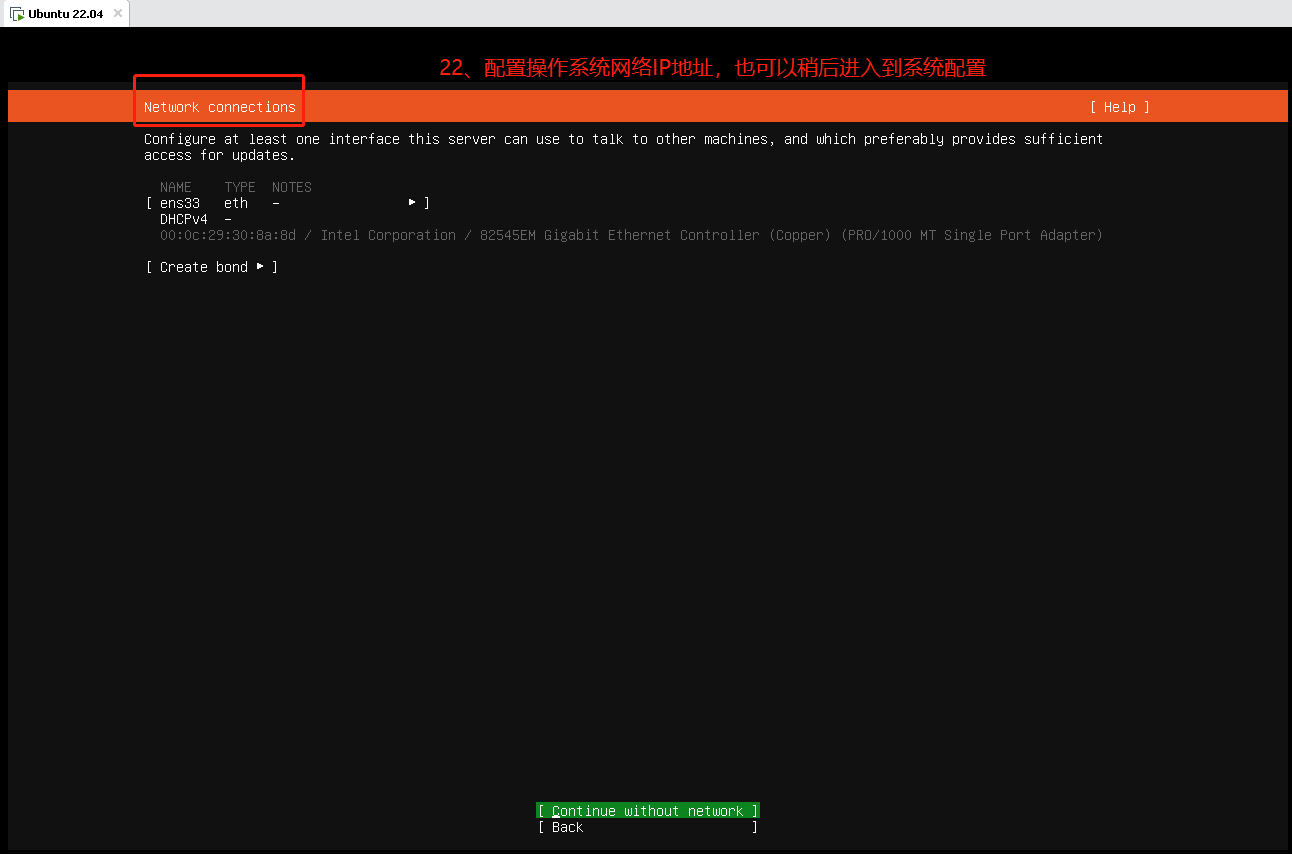 Ubuntu 22.04
22、配置操作系统网络IP地址，也可以稍后进入到系统配置
Network connections [ Help ]
Configure at least one interface this server can use to talk to other machines, and which preferably provides sufficient
access for updates.
NAME TYPE NOTES
[ ens33 eth - ▸ ]
DHCPv4 -
00:0c:29:30:8a:8d / Intel Corporation / 82545EM Gigabit Ethernet Controller (Copper) (PRO/1000 MT Single Port Adapter)
[ Create bond ▸ ]
[ Continue without network ]
[ Back ]